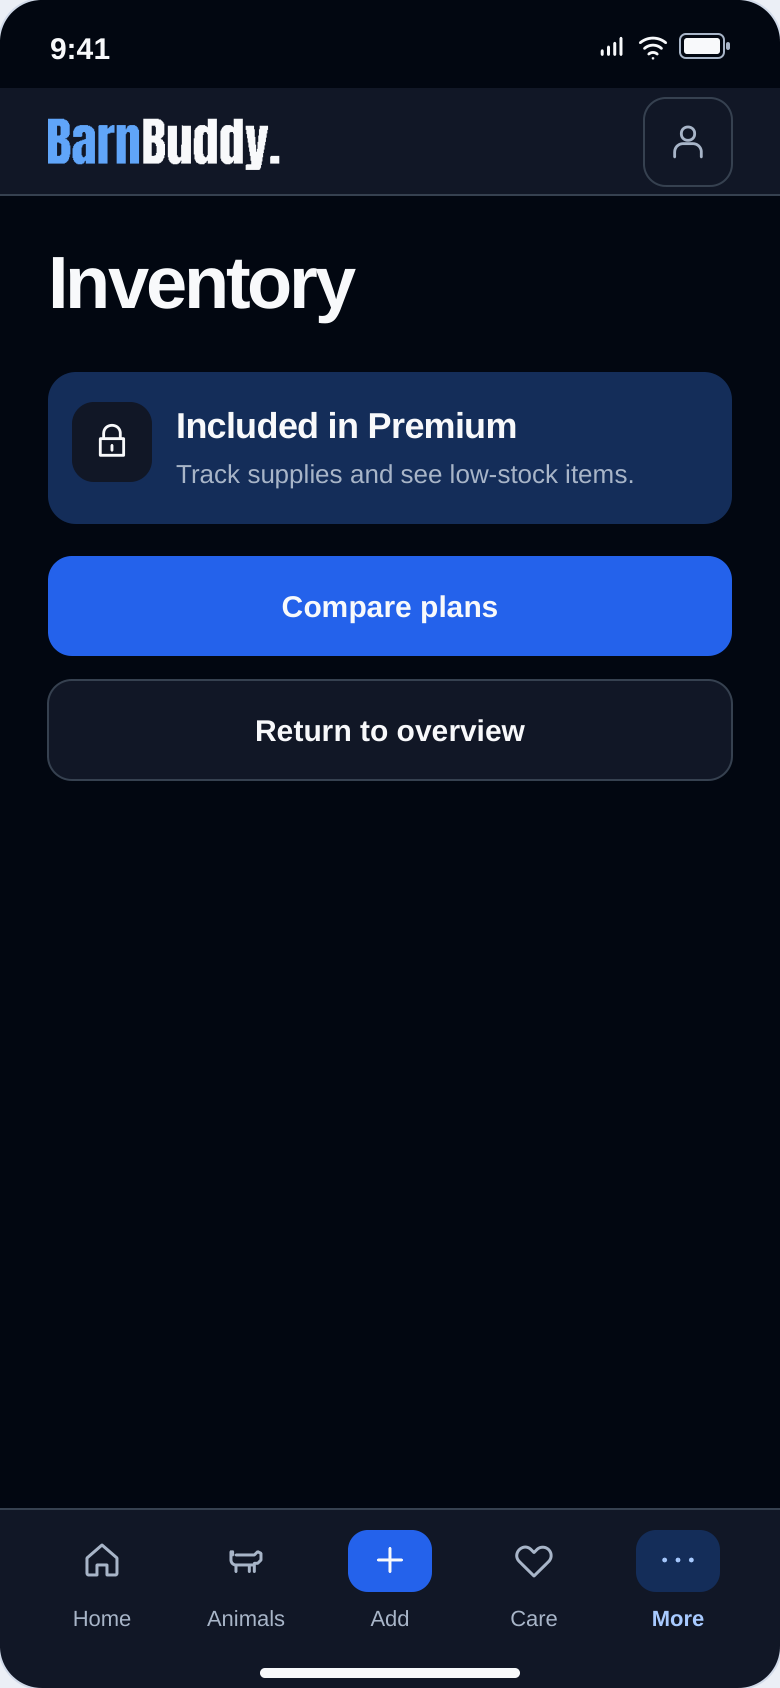 9:41
BarnBuddy.
Inventory
Included in Premium
Track supplies and see low-stock items.
Compare plans
Return to overview
Home
Animals
Add
Care
More